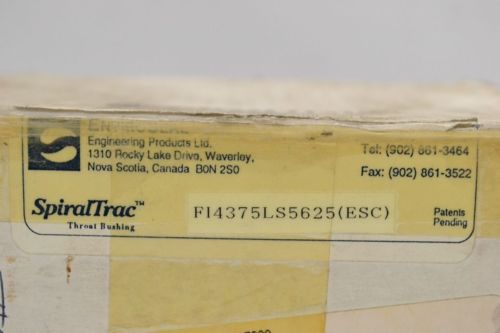 ENVIROSEAL
Engineering Products Ltd.
1310 Rocky Lake Drive, Waverley,
Nova Scotia, Canada B0N 2S0
Tel: (902) 861-3464
Fax: (902) 861-3522
SpiralTrac™
Throat Bushing
F14375LS5625(ESC)
Patents
Pending